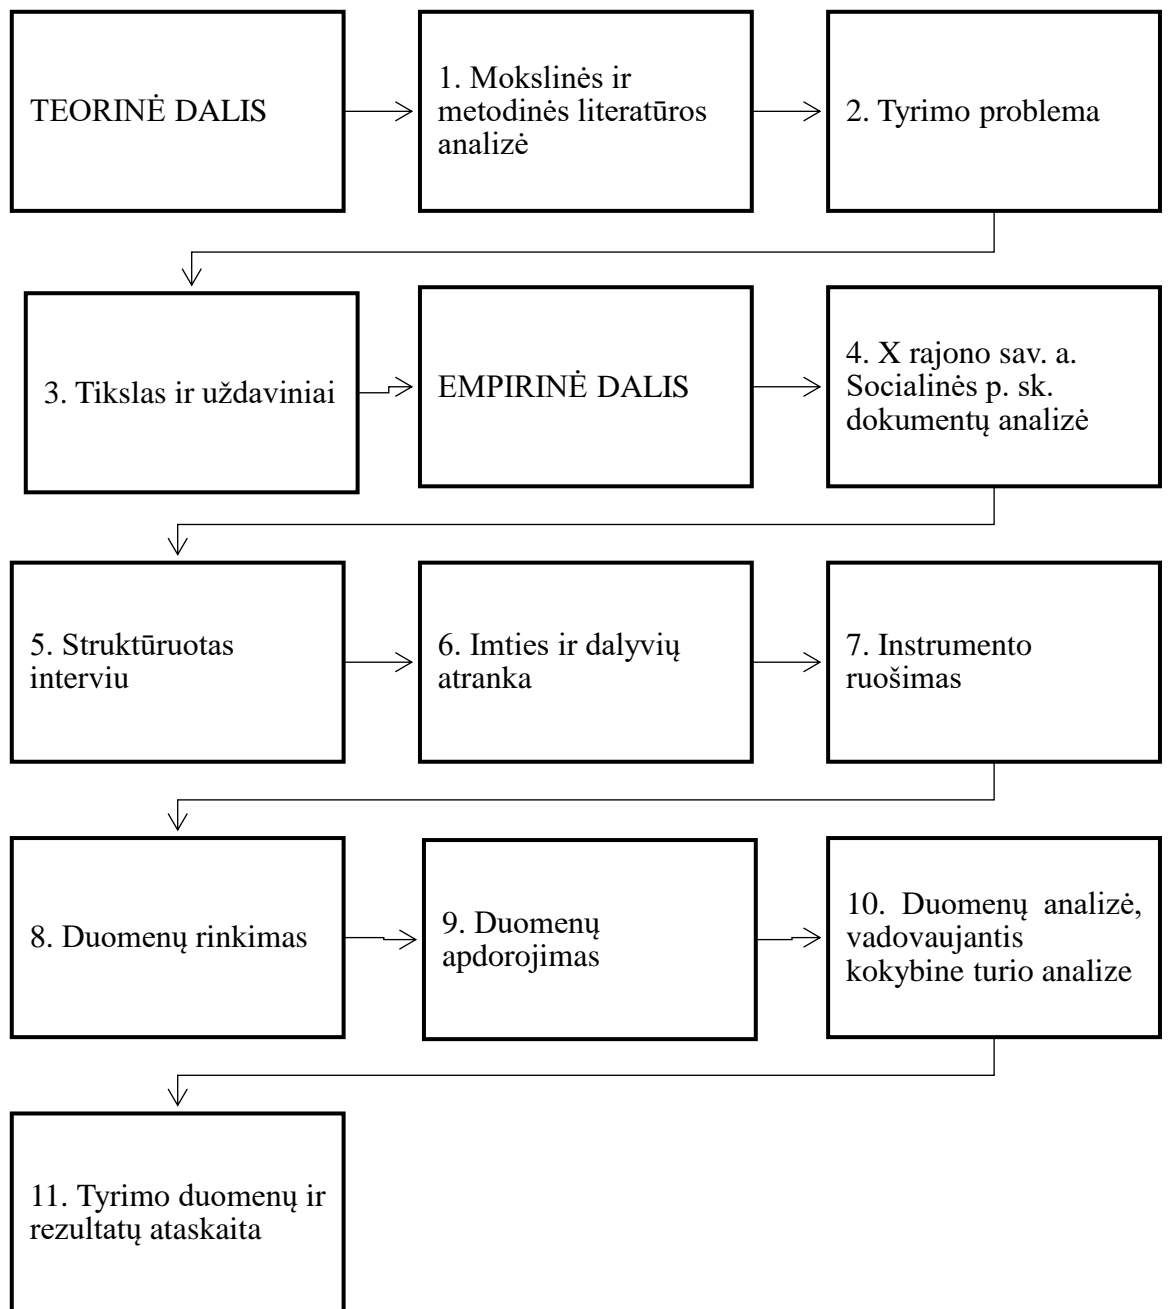 TEORINĖ DALIS
1. Mokslinės ir
metodinės literatūros
analizė
2. Tyrimo problema
3. Tikslas ir uždaviniai
EMPIRINĖ DALIS
4. X rajono sav. a.
Socialinės p. sk.
dokumentų analizė
5. Struktūruotas
interviu
6. Imties ir dalyvių
atranka
7. Instrumento
ruošimas
8. Duomenų rinkimas
9. Duomenų
apdorojimas
10. Duomenų analizė,
vadovaujantis
kokybine turio analize
11. Tyrimo duomenų ir
rezultatų ataskaita